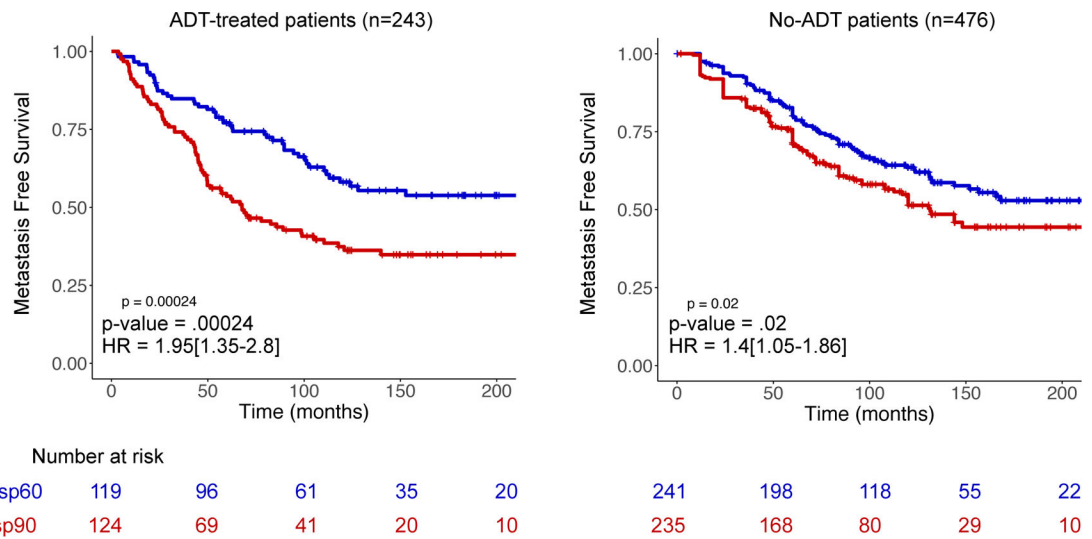 ADT-treated patients (n=243)
No-ADT patients (n=476)
Metastasis Free Survival
1.00
0.75
0.50
0.25
0.00
p = 0.00024
p-value = .00024
HR = 1.95[1.35-2.8]
0 50 100 150 200
Time (months)
Metastasis Free Survival
1.00
0.75
0.50
0.25
0.00
p = 0.02
p-value = .02
HR = 1.4[1.05-1.86]
0 50 100 150 200
Time (months)
Number at risk
sp60 119 96 61 35 20 241 198 118 55 22
sp90 124 69 41 20 10 235 168 80 29 10